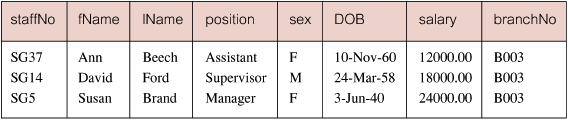 staffNo fName lName position sex DOB salary branchNo
SG37 Ann Beech Assistant F 10-Nov-60 12000.00 B003
SG14 David Ford Supervisor M 24-Mar-58 18000.00 B003
SG5 Susan Brand Manager F 3-Jun-40 24000.00 B003